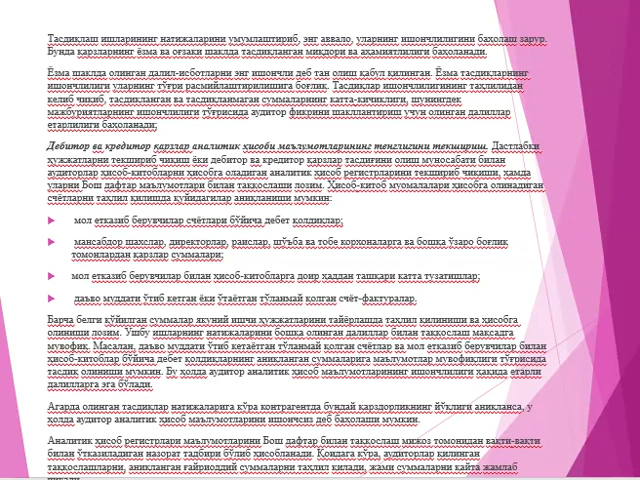 Тасдиқлаш ишларининг натижаларини умумлаштириб, энг аввало, уларнинг ишончлилигини баҳолаш зарур.
Бунда қарзларнинг ёзма ва оғзаки шаклда тасдиқланган миқдори ва аҳамиятлилиги баҳоланади.
Ёзма шаклда олинган далил-исботларни энг ишончли деб тан олиш қабул қилинган. Ёзма тасдиқларнинг
ишончлилиги уларнинг тўғри расмийлаштирилишига боғлиқ. Тасдиқлар ишончлилигининг таҳлилидан
келиб чиқиб, тасдиқланган ва тасдиқланмаган суммаларнинг катта-кичиклиги, шунингдек
мажбуриятларнинг ишончлилиги тўғрисида аудитор фикрини шакллантириш учун олинган далиллар
етарлилиги баҳоланади;
Дебитор ва кредитор қарзлар аналитик ҳисоби маълумотларининг тенглигини текшириш. Дастлабки
ҳужжатларни текшириб чиқиш ёки дебитор ва кредитор қарзлар тасдиғини олиш муносабати билан
аудиторлар ҳисоб-китобларни ҳисобга оладиган аналитик ҳисоб регистрларини текшириб чиқиши, ҳамда
уларни Бош дафтар маълумотлари билан таққослаши лозим. Ҳисоб-китоб муомалалари ҳисобга олинадиган
счётларни таҳлил қилишда қуйидагилар аниқланиши мумкин:
мол етказиб берувчилар счётлари бўйича дебет қолдиқлар;
мансабдор шахслар, директорлар, раислар, шўъба ва тобе корхоналарга ва бошка ўзаро боғлиқ
томонлардан қарзлар суммалари;
мол етказиб берувчилар билан ҳисоб-китобларга доир ҳаддан ташқари катта тузатишлар;
даъво муддати ўтиб кетган ёки ўтаётган тўланмай қолган счёт-фактуралар.
Барча белги қўйилган суммалар якуний ишчи ҳужжатларни тайёрлашда таҳлил қилиниши ва ҳисобга
олиниши лозим. Ушбу ишларнинг натижаларини бошқа олинган далиллар билан таққослаш мақсадга
мувофиқ. Масалан, даъво муддати ўтиб кетаётган тўланмай қолган счётлар ва мол етказиб берувчилар билан
ҳисоб-китоблар бўйича дебет қолдиқларнинг аниқланган суммаларига маълумотлар мувофиқлиги тўғрисида
тасдиқ олиниши мумкин. Бу ҳолда аудитор аналитик ҳисоб маълумотларининг ишончлилиги ҳақида етарли
далилларга эга бўлади.
Агарда олинган тасдиқлар натижаларига кўра контрагентда бундай қарздорликнинг йўқлиги аниқланса, у
ҳолда аудитор аналитик ҳисоб маълумотларини ишончсиз деб баҳолаши мумкин.
Аналитик ҳисоб регистрлари маълумотларини Бош дафтар билан таққослаш мижоз томонидан вақти-вақти
билан ўтказиладиган назорат тадбири бўлиб ҳисобланади. Қоидага кўра, аудиторлар қилинган
таққослашларни, аниқланган ғайриоддий суммаларни таҳлил қилади, жами суммаларни қайта жамлаб